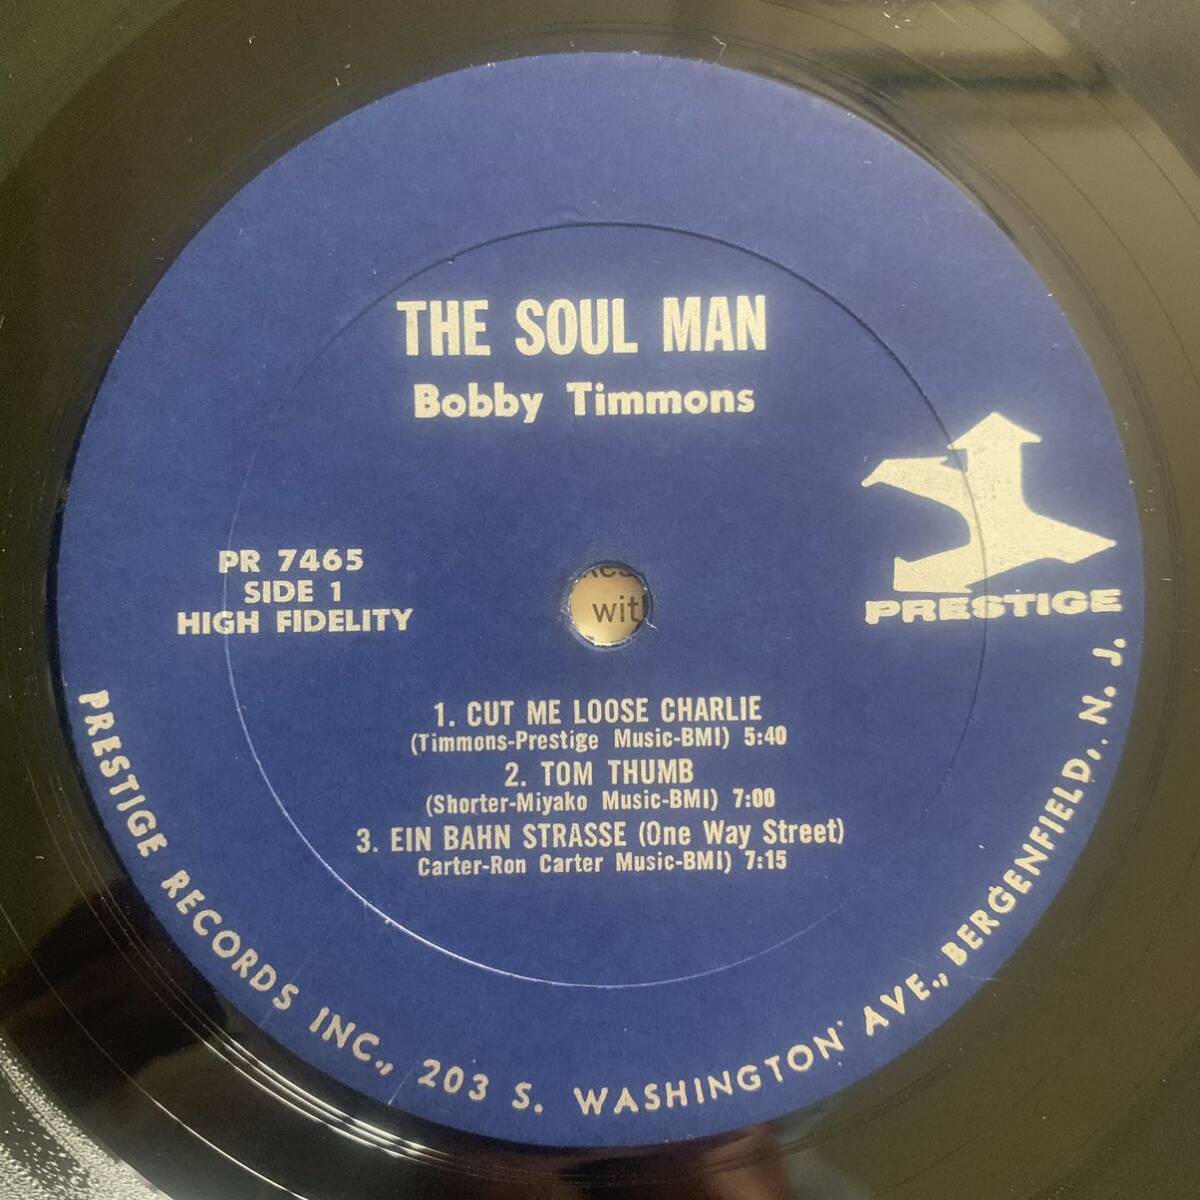 THE SOUL MAN
Bobby Timmons
PR 7465
SIDE 1
HIGH FIDELITY
PRESTIGE
wit
1. CUT ME LOOSE CHARLIE
(Timmons-Prestige Music-BMI) 5:40
2. TOM THUMB
(Shorter-Miyako Music-BMI) 7:00
3. EIN BAHN STRASSE (One Way Street)
Carter-Ron Carter Music-BMI) 7:15
PRESTIGE RECORDS INC., 203 S. WASHINGTON AVE., BERGENFIELD, N. J.